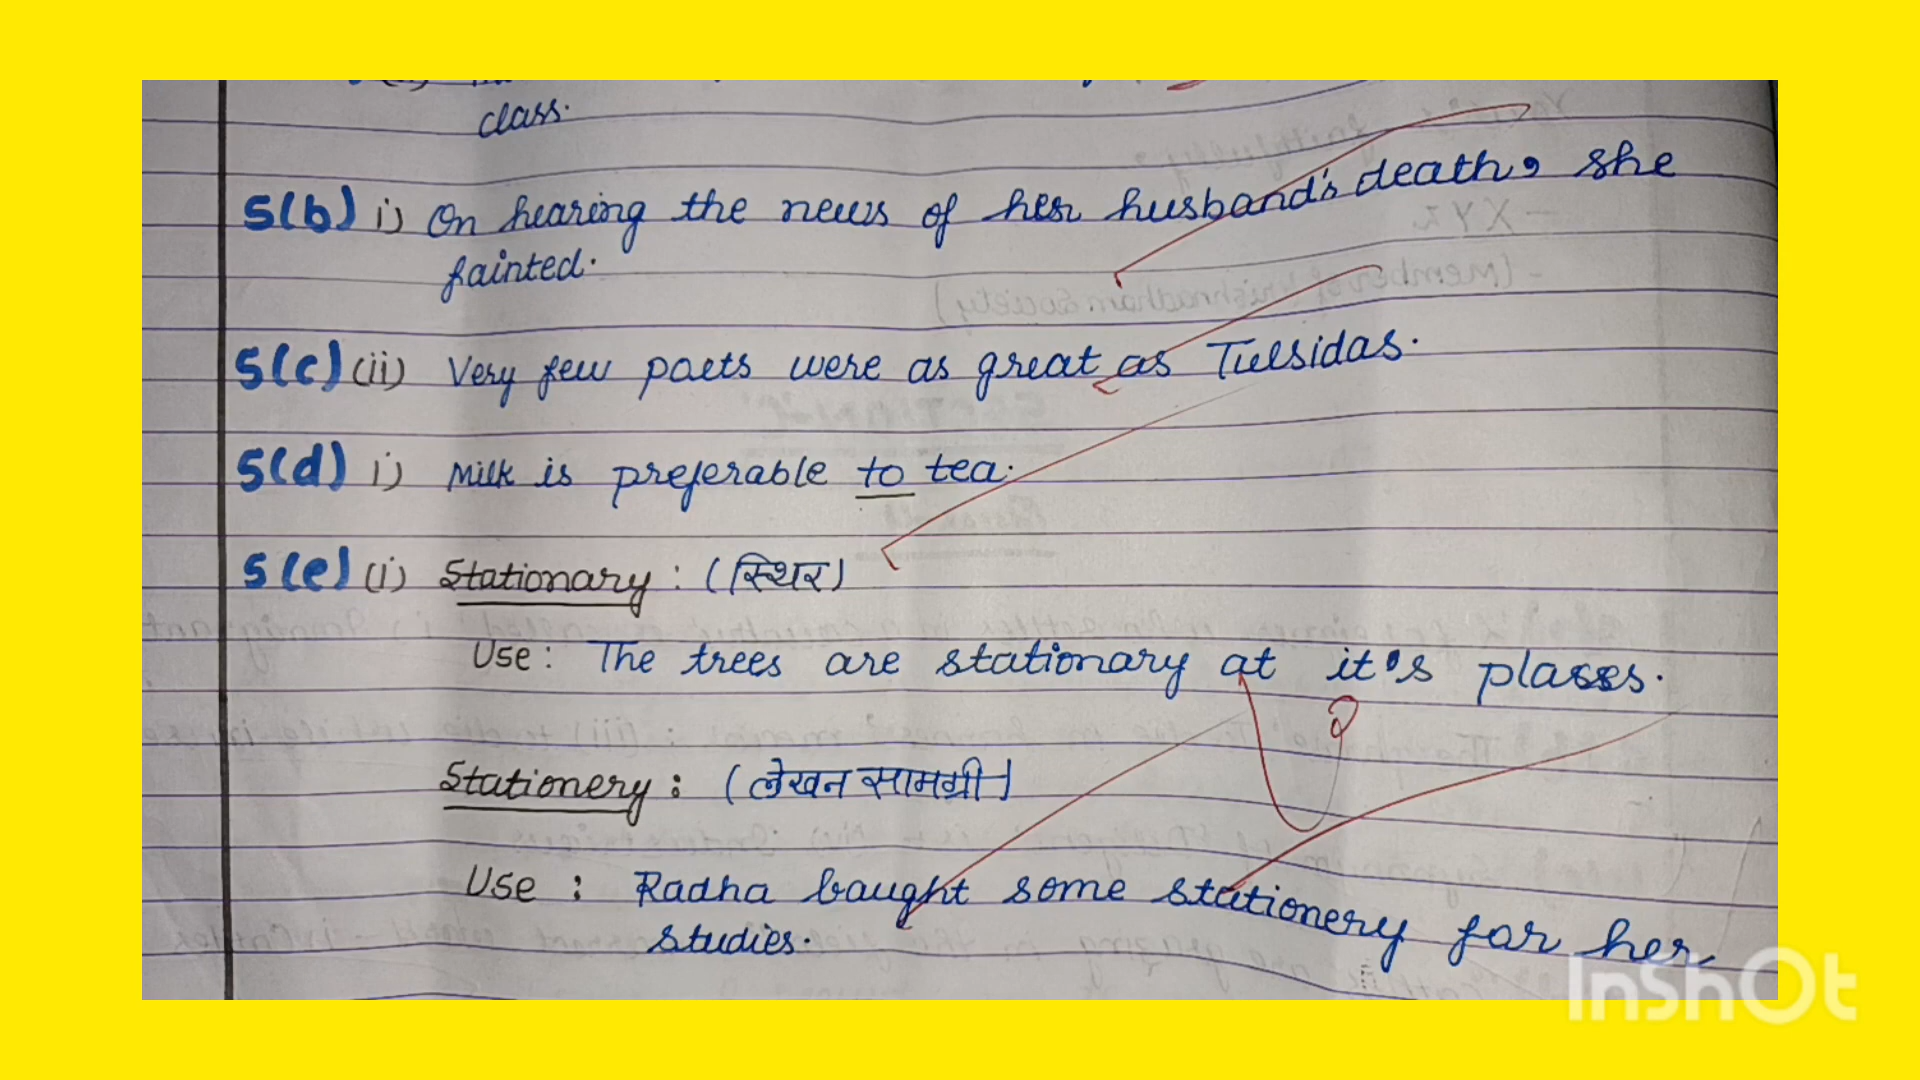 class.
5(b) i) On hearing the news of her husband's death, she
fainted.
5(c) (ii) Very few poets were as great as Tulsidas.
5(d) i) Milk is preferable to tea.
5(e) (i) Stationary : (स्थिर)
Use : The trees are stationary at it's places.
Stationery : (लेखन सामग्री)
Use : Radha baught some stationery for her
studies.
InShOt